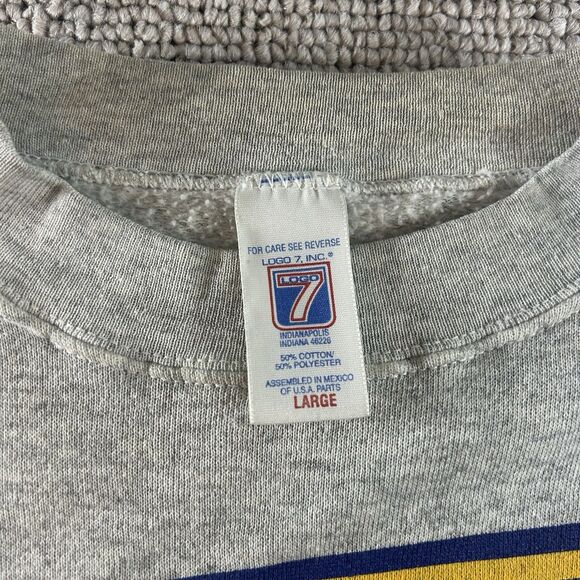 FOR CARE SEE REVERSE
LOGO 7, INC.®
LOGO
7
INDIANAPOLIS
INDIANA 46226
50% COTTON/
50% POLYESTER
ASSEMBLED IN MEXICO
of U.S.A. PARTS
LARGE